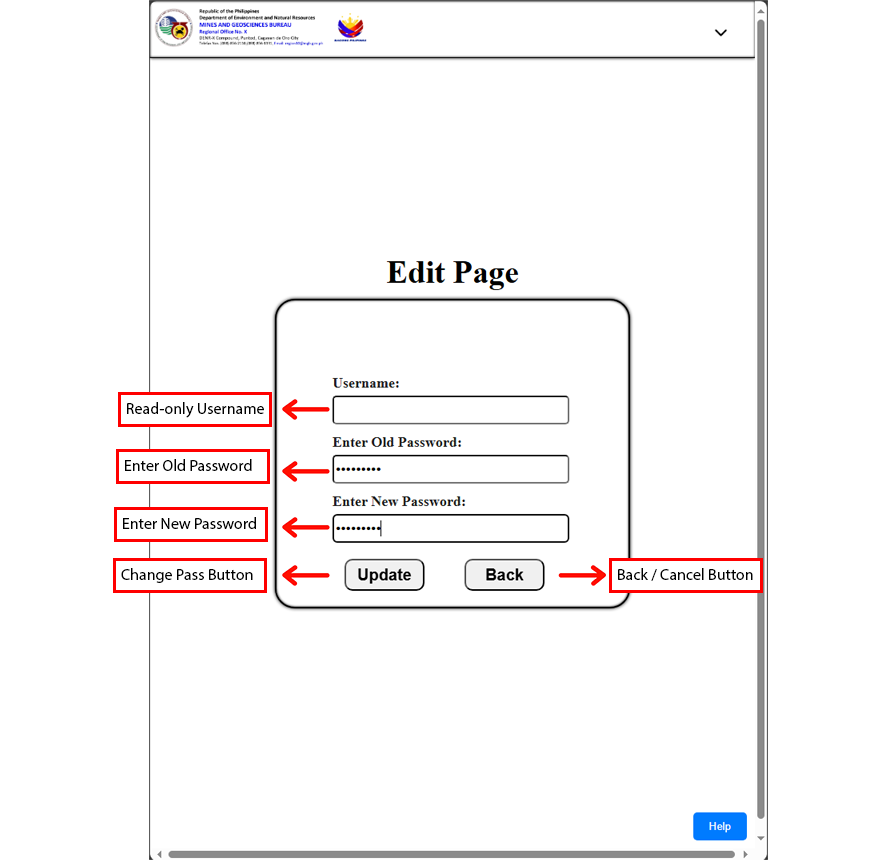 Republic of the Philippines
Department of Environment and Natural Resources
MINES AND GEOSCIENCES BUREAU
Regional Office No. X
DENR-X Compound, Puntod, Cagayan de Oro City
Edit Page
Username:
Read-only Username
Enter Old Password:
Enter Old Password
Enter New Password:
Enter New Password
Change Pass Button
Update
Back
Back / Cancel Button
Help